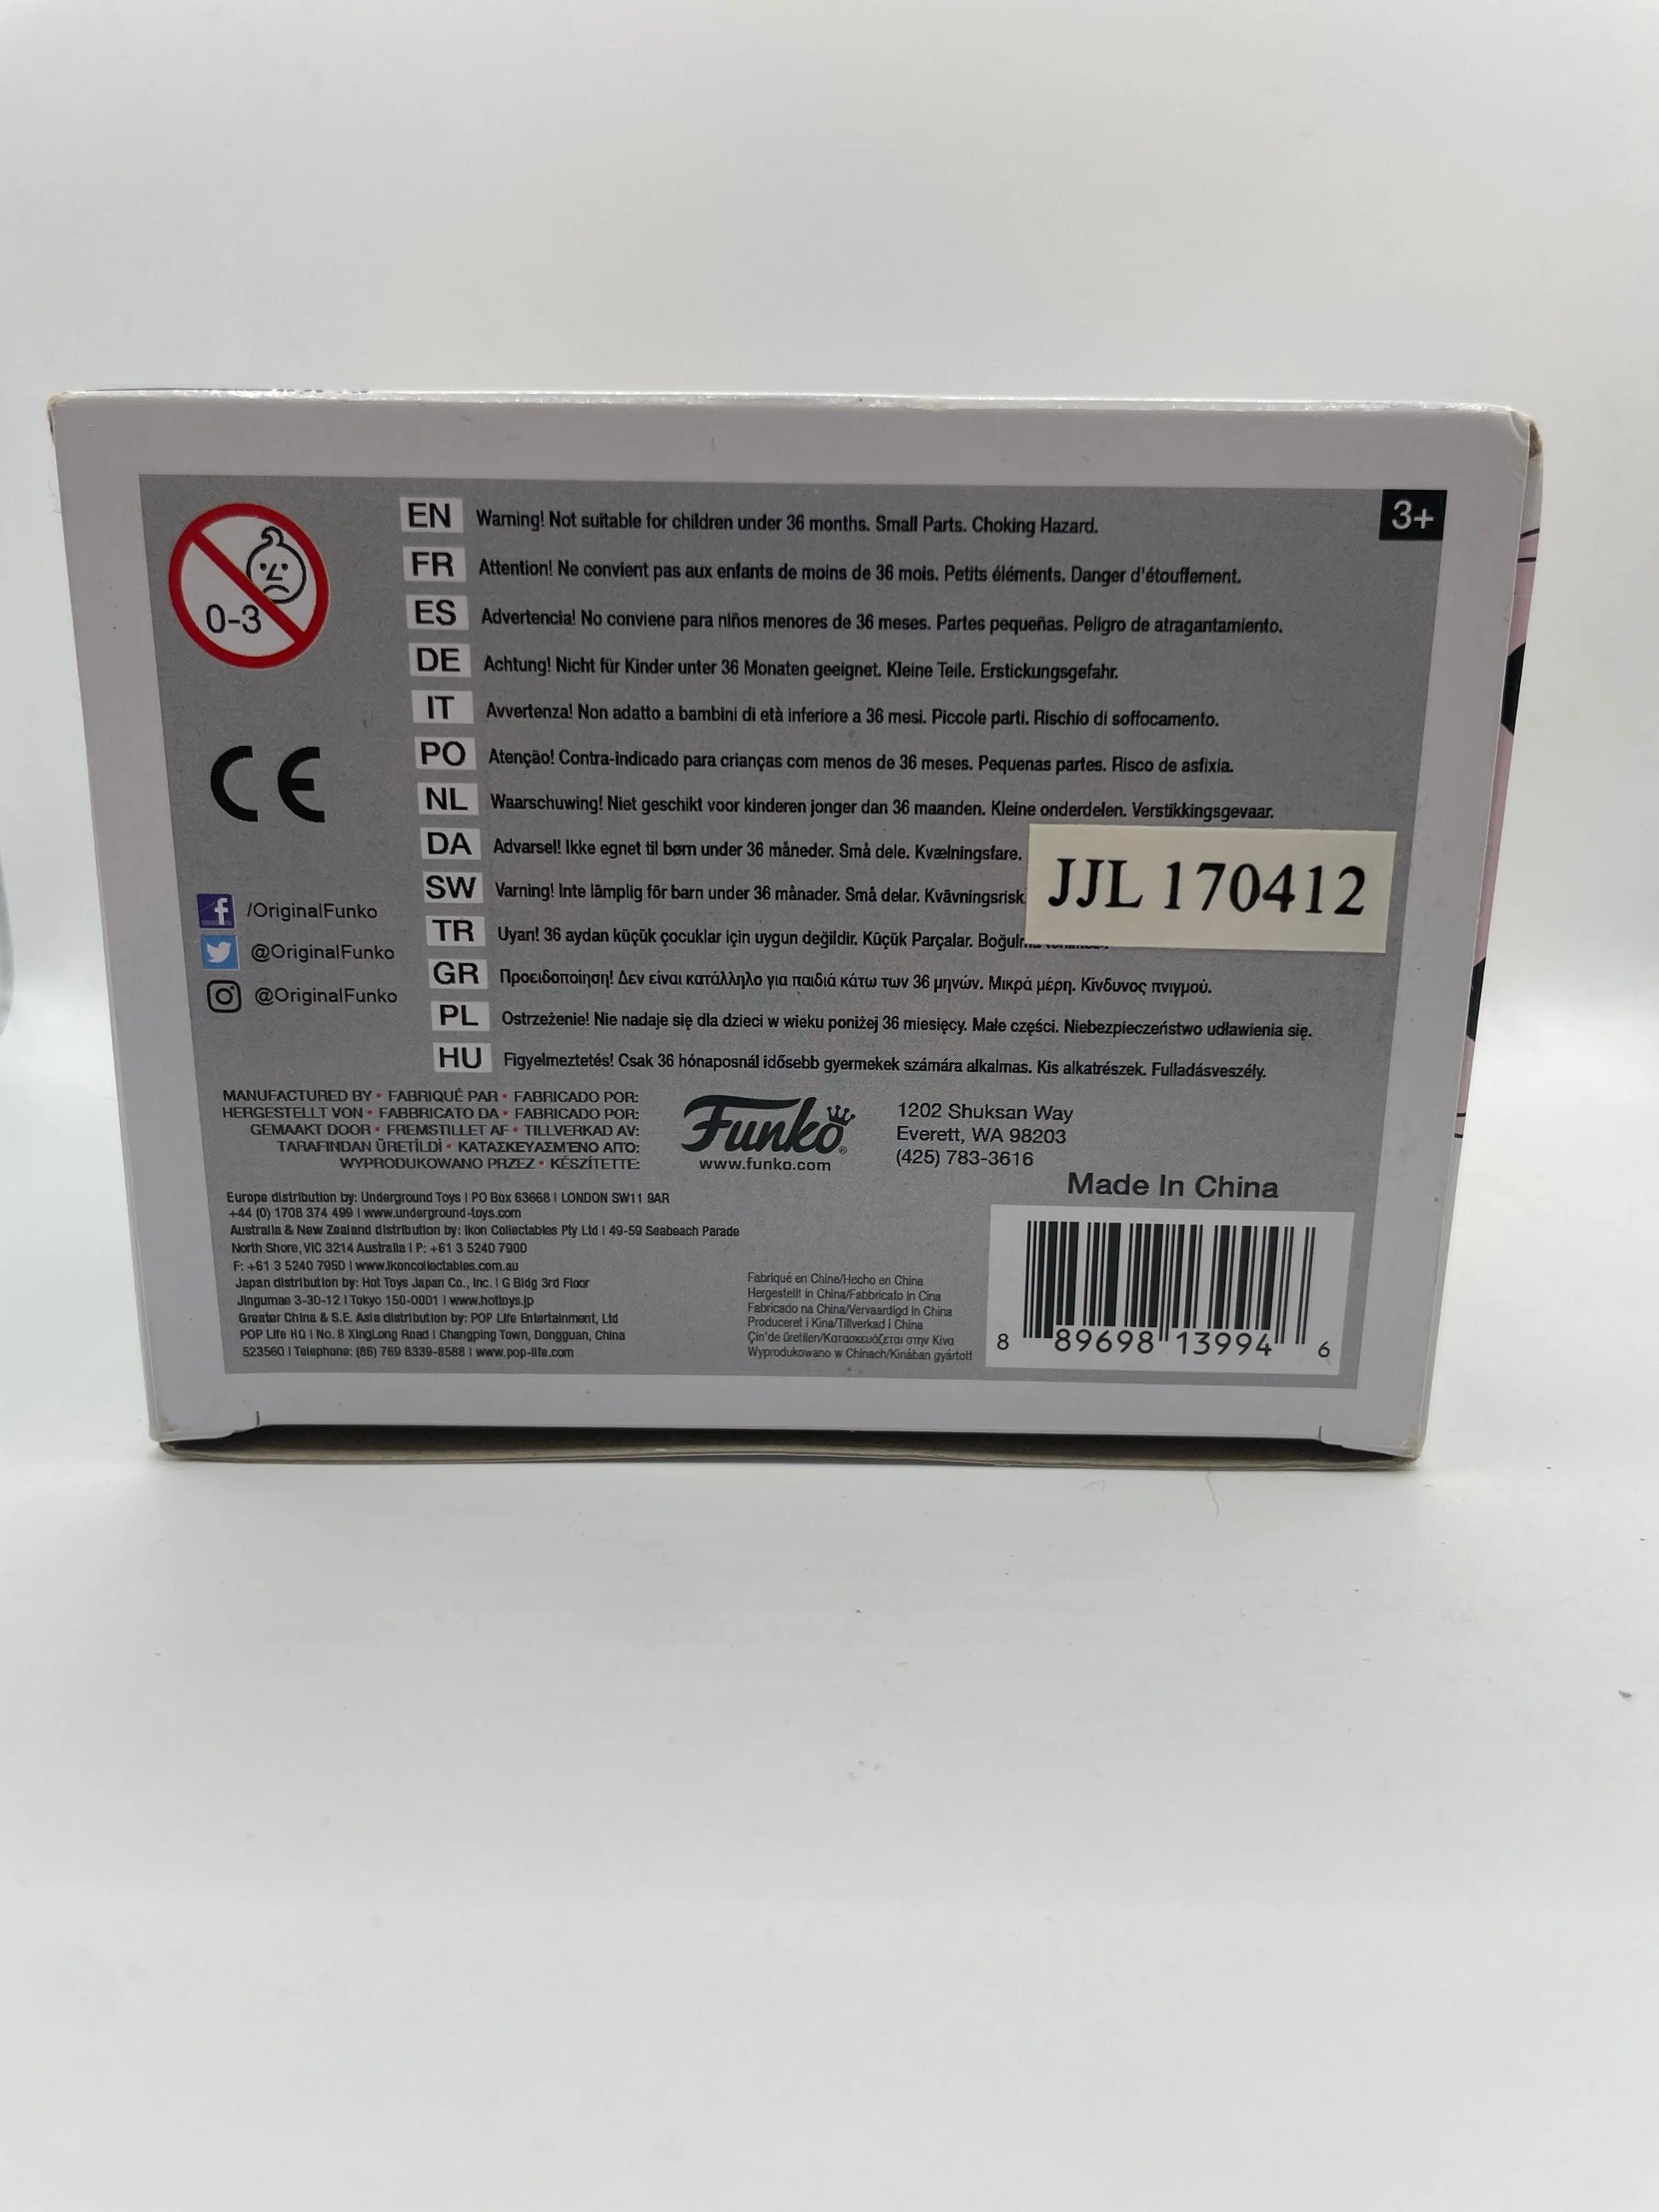 3+
0-3
EN Warning! Not suitable for children under 36 months. Small Parts. Choking Hazard.
FR Attention! Ne convient pas aux enfants de moins de 36 mois. Petits éléments. Danger d'étouffement.
ES Advertencia! No conviene para niños menores de 36 meses. Partes pequeñas. Peligro de atragantamiento.
DE Achtung! Nicht für Kinder unter 36 Monaten geeignet. Kleine Teile. Erstickungsgefahr.
IT Avvertenza! Non adatto a bambini di età inferiore a 36 mesi. Piccole parti. Rischio di soffocamento.
PO Atenção! Contra-indicado para crianças com menos de 36 meses. Pequenas partes. Risco de asfixia.
NL Waarschuwing! Niet geschikt voor kinderen jonger dan 36 maanden. Kleine onderdelen. Verstikkingsgevaar.
DA Advarsel! Ikke egnet til børn under 36 måneder. Små dele. Kvælningsfare.
SW Varning! Inte lämplig för barn under 36 månader. Små delar. Kvävningsrisk
TR Uyarı! 36 aydan küçük çocuklar için uygun değildir. Küçük Parçalar.
GR Προειδοποίηση! Δεν είναι κατάλληλο για παιδιά κάτω των 36 μηνών. Μικρά μέρη. Κίνδυνος πνιγμού.
PL Ostrzeżenie! Nie nadaje się dla dzieci w wieku poniżej 36 miesięcy. Małe części. Niebezpieczeństwo udławienia się.
HU Figyelmeztetés! Csak 36 hónaposnál idősebb gyermekek számára alkalmas. Kis alkatrészek. Fulladásveszély.
JJL 170412
CE
/OriginalFunko
@OriginalFunko
@OriginalFunko
MANUFACTURED BY • FABRIQUÉ PAR • FABRICADO POR:
HERGESTELLT VON • FABBRICATO DA • FABRICADO POR:
GEMAAKT DOOR • FREMSTILLET AF • TILLVERKAD AV:
TARAFINDAN ÜRETİLDİ • ΚΑΤΑΣΚΕΥΑΣΜΈΝΟ ΑΠΌ:
WYPRODUKOWANO PRZEZ • KÉSZÍTETTE:
Funko®
www.funko.com
1202 Shuksan Way
Everett, WA 98203
(425) 783-3616
Made In China
Europe distribution by: Underground Toys | PO Box 63668 | LONDON SW11 9AR
+44 (0) 1708 374 499 | www.underground-toys.com
Australia & New Zealand distribution by: Ikon Collectables Pty Ltd | 49-59 Seabeach Parade
North Shore, VIC 3214 Australia | P: +61 3 5240 7900
F: +61 3 5240 7950 | www.ikoncollectables.com.au
Japan distribution by: Hot Toys Japan Co., Inc. | G Bldg 3rd Floor
Jingumae 3-30-12 | Tokyo 150-0001 | www.hottoys.jp
Greater China & S.E. Asia distribution by: POP Life Entertainment, Ltd
POP Life HQ | No. 8 XingLong Road | Changping Town, Dongguan, China
523560 | Telephone: (86) 769 8339-8588 | www.pop-life.com
Fabriqué en Chine/Hecho en China
Hergestellt in China/Fabbricato in Cina
Fabricado na China/Vervaardigd in China
Produceret i Kina/Tillverkad i China
Çin'de üretilen/Κατασκευάζεται στην Κίνα
Wyprodukowano w Chinach/Kínában gyártott
8 89698 13994 6